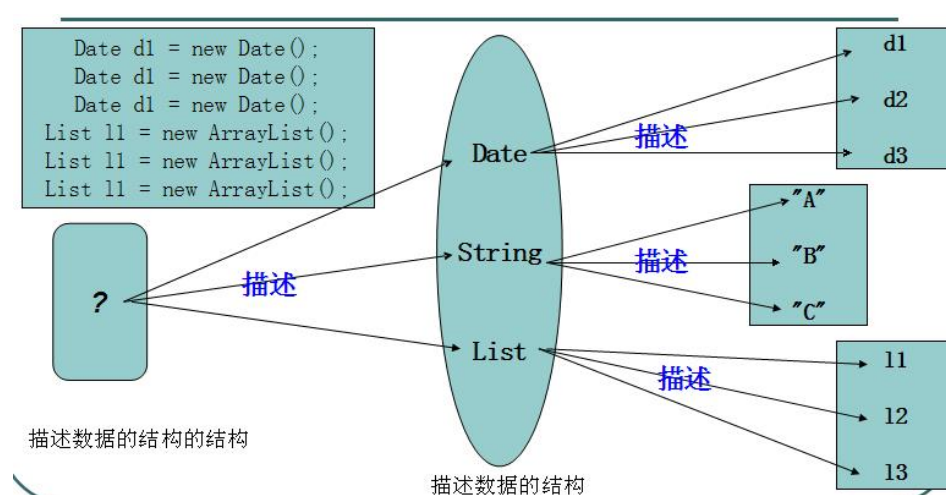 Date d1 = new Date();
Date d1 = new Date();
Date d1 = new Date();
List l1 = new ArrayList();
List l1 = new ArrayList();
List l1 = new ArrayList();
?
描述数据的结构的结构
描述
Date
String
List
描述数据的结构
描述
描述
描述
d1
d2
d3
"A"
"B"
"C"
l1
l2
l3